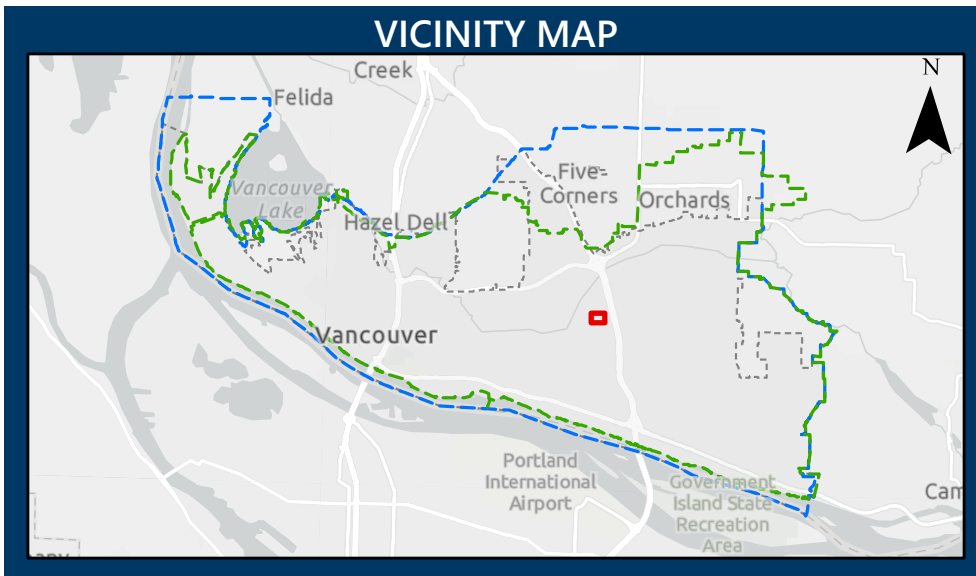 VICINITY MAP
Creek
N
Felida
Five
Corners
Vancouver
Lake
Orchards
Hazel Dell
Vancouver
Portland
International
Airport
Government
Island State
Recreation
Area
Cam